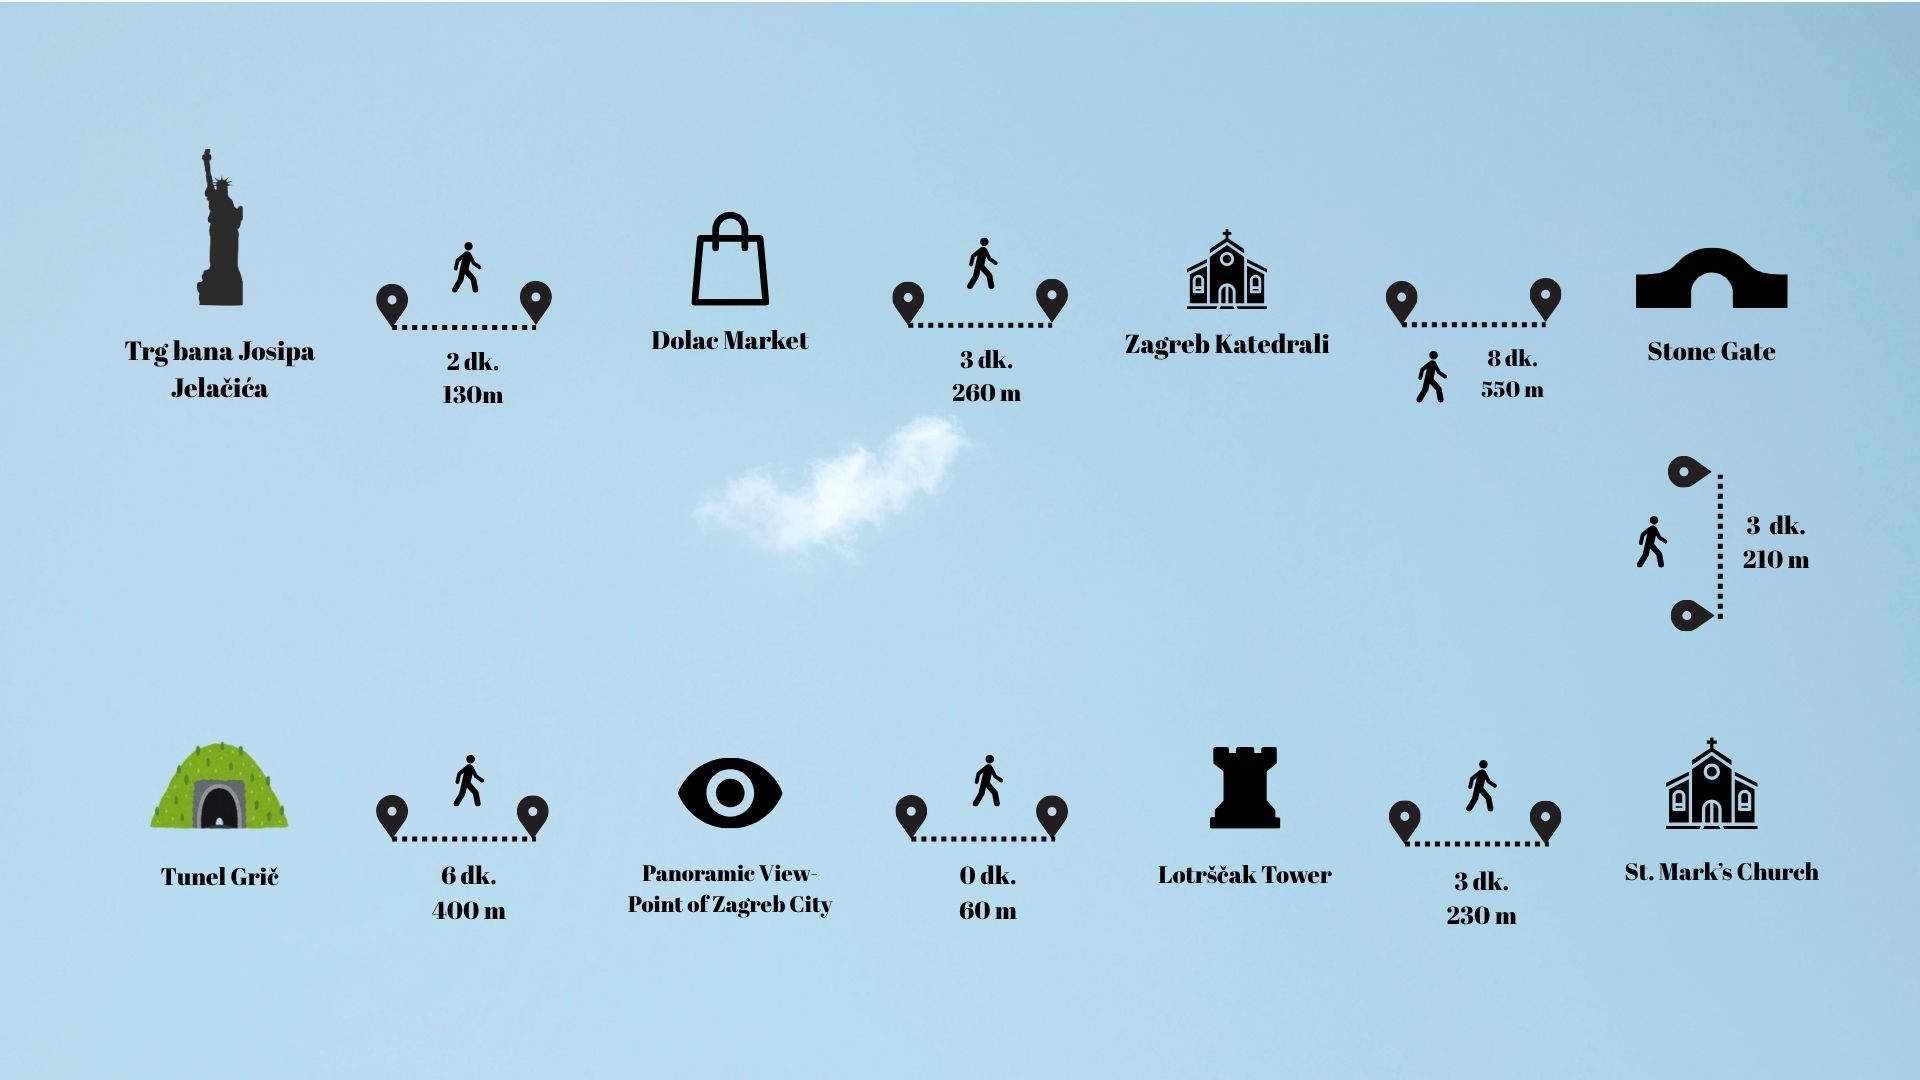 Trg bana Josipa
Jelačića
2 dk.
130m
Dolac Market
3 dk.
260 m
Zagreb Katedrali
8 dk.
550 m
Stone Gate
3 dk.
210 m
Tunel Grič
6 dk.
400 m
Panoramic View-
Point of Zagreb City
0 dk.
60 m
Lotrščak Tower
3 dk.
230 m
St. Mark's Church